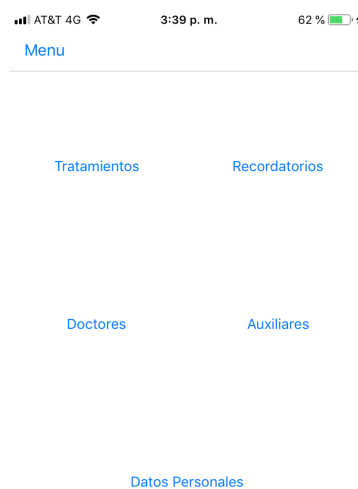 AT&T 4G 3:39 p. m. 62 %
Menu
Tratamientos Recordatorios
Doctores Auxiliares
Datos Personales